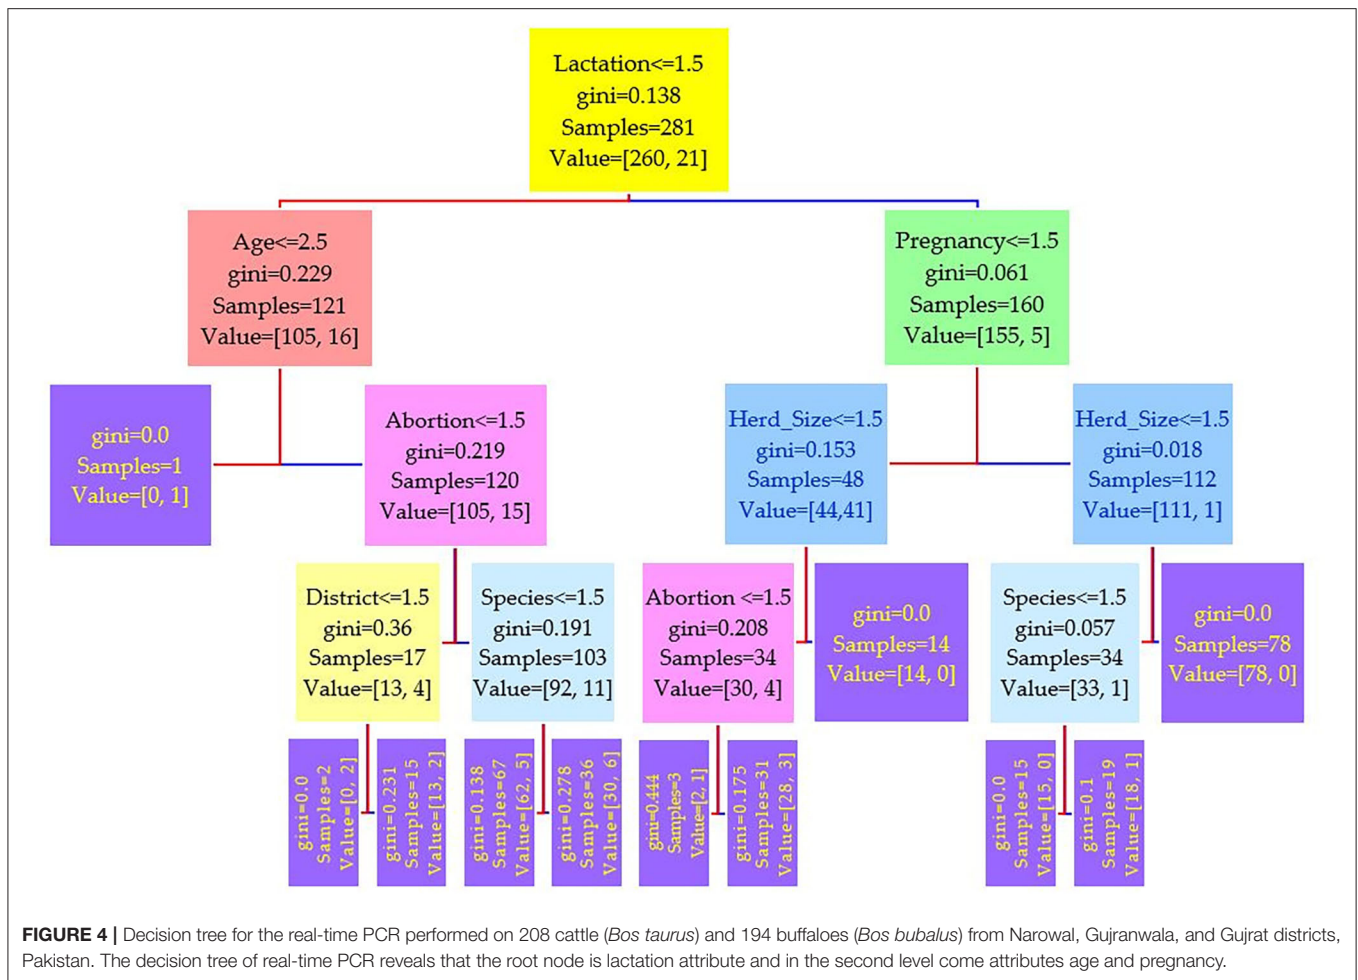 Lactation<=1.5
gini=0.138
Samples=281
Value=[260, 21]
Age<=2.5
gini=0.229
Samples=121
Value=[105, 16]
Pregnancy<=1.5
gini=0.061
Samples=160
Value=[155, 5]
gini=0.0
Samples=1
Value=[0, 1]
Abortion<=1.5
gini=0.219
Samples=120
Value=[105, 15]
Herd_Size<=1.5
gini=0.153
Samples=48
Value=[44,41]
Herd_Size<=1.5
gini=0.018
Samples=112
Value=[111, 1]
District<=1.5
gini=0.36
Samples=17
Value=[13, 4]
Species<=1.5
gini=0.191
Samples=103
Value=[92, 11]
Abortion <=1.5
gini=0.208
Samples=34
Value=[30, 4]
gini=0.0
Samples=14
Value=[14, 0]
Species<=1.5
gini=0.057
Samples=34
Value=[33, 1]
gini=0.0
Samples=78
Value=[78, 0]
gini=0.0
Samples=2
Value=[0, 2]
gini=0.231
Samples=15
Value=[13, 2]
gini=0.138
Samples=67
Value=[62, 5]
gini=0.278
Samples=36
Value=[30, 6]
gini=0.444
Samples=3
Value=[2, 1]
gini=0.175
Samples=31
Value=[28, 3]
gini=0.0
Samples=15
Value=[15, 0]
gini=0.1
Samples=19
Value=[18, 1]
FIGURE 4 | Decision tree for the real-time PCR performed on 208 cattle (Bos taurus) and 194 buffaloes (Bos bubalus) from Narowal, Gujranwala, and Gujrat districts,
Pakistan. The decision tree of real-time PCR reveals that the root node is lactation attribute and in the second level come attributes age and pregnancy.